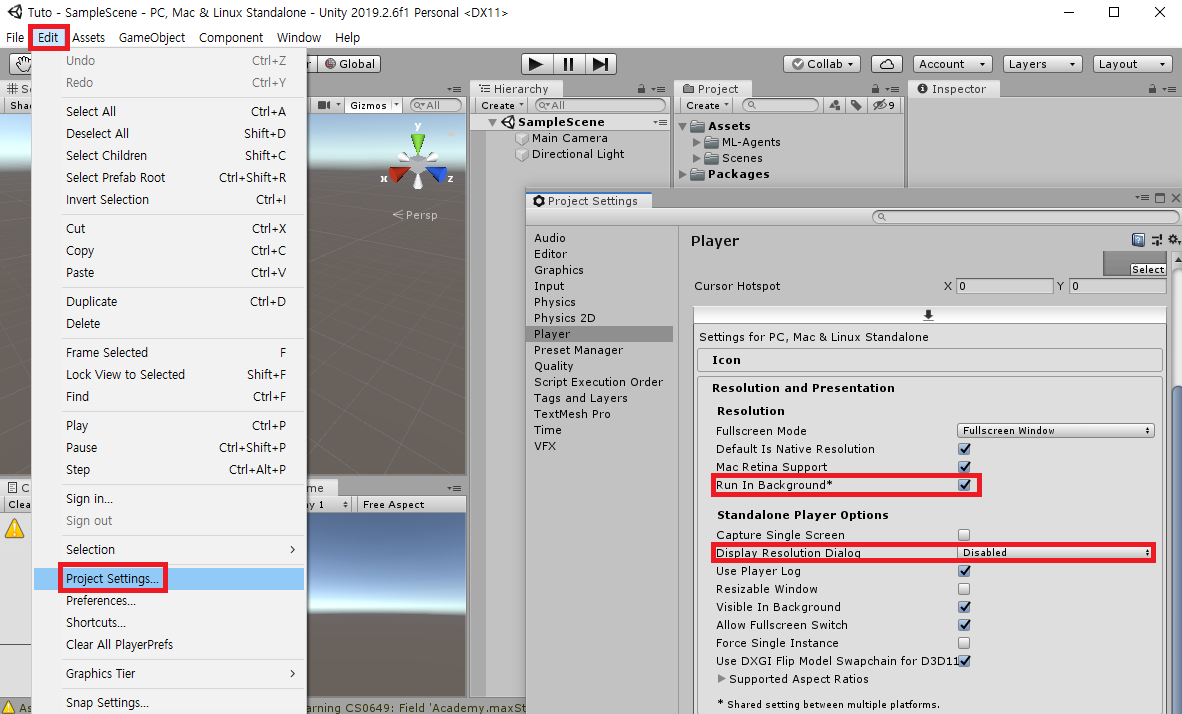 Tuto - SampleScene - PC, Mac & Linux Standalone - Unity 2019.2.6f1 Personal <DX11>
File Edit Assets GameObject Component Window Help
Global
Collab
Account
Layers
Layout
Undo Ctrl+Z
Redo Ctrl+Y
Select All Ctrl+A
Deselect All Shift+D
Select Children Shift+C
Select Prefab Root Ctrl+Shift+R
Invert Selection Ctrl+I
Cut Ctrl+X
Copy Ctrl+C
Paste Ctrl+V
Duplicate Ctrl+D
Delete
Frame Selected F
Lock View to Selected Shift+F
Find Ctrl+F
Play Ctrl+P
Pause Ctrl+Shift+P
Step Ctrl+Alt+P
Sign in...
Sign out
Selection
Project Settings...
Preferences...
Shortcuts...
Clear All PlayerPrefs
Graphics Tier
Snap Settings...
Gizmos All
y
x
z
Persp
Free Aspect
arning CS0649: Field 'Academy.maxSt
Hierarchy
Create All
SampleScene
Main Camera
Directional Light
Project
Create 9
Assets
ML-Agents
Scenes
Packages
Inspector
Project Settings
Audio
Editor
Graphics
Input
Physics
Physics 2D
Player
Preset Manager
Quality
Script Execution Order
Tags and Layers
TextMesh Pro
Time
VFX
Player
Select
Cursor Hotspot X 0 Y 0
Settings for PC, Mac & Linux Standalone
Icon
Resolution and Presentation
Resolution
Fullscreen Mode Fullscreen Window
Default Is Native Resolution
Mac Retina Support
Run In Background*
Standalone Player Options
Capture Single Screen
Display Resolution Dialog Disabled
Use Player Log
Resizable Window
Visible In Background
Allow Fullscreen Switch
Force Single Instance
Use DXGI Flip Model Swapchain for D3D11
Supported Aspect Ratios
* Shared setting between multiple platforms.